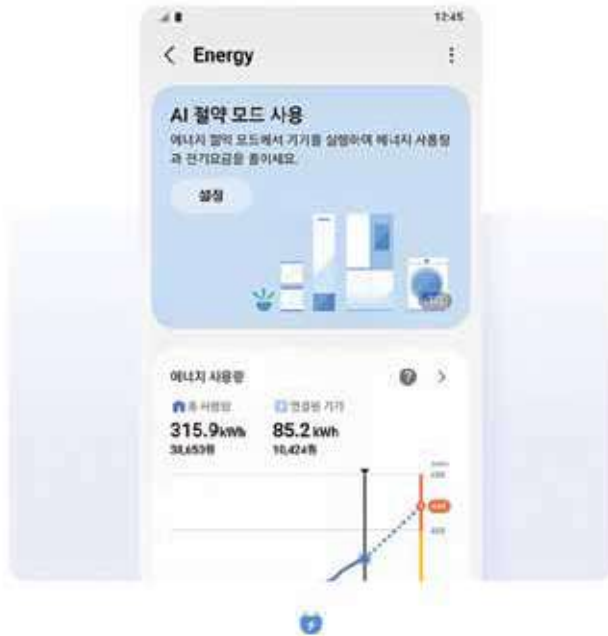 12:45
Energy
AI 절약 모드 사용
에너지 절약 모드에서 기기를 실행하여 에너지 사용량
과 전기요금을 줄이세요.
설정
에너지 사용량
총 사용량 연결된 기기
315.9kWh 85.2 kWh
38,653원 10,424원